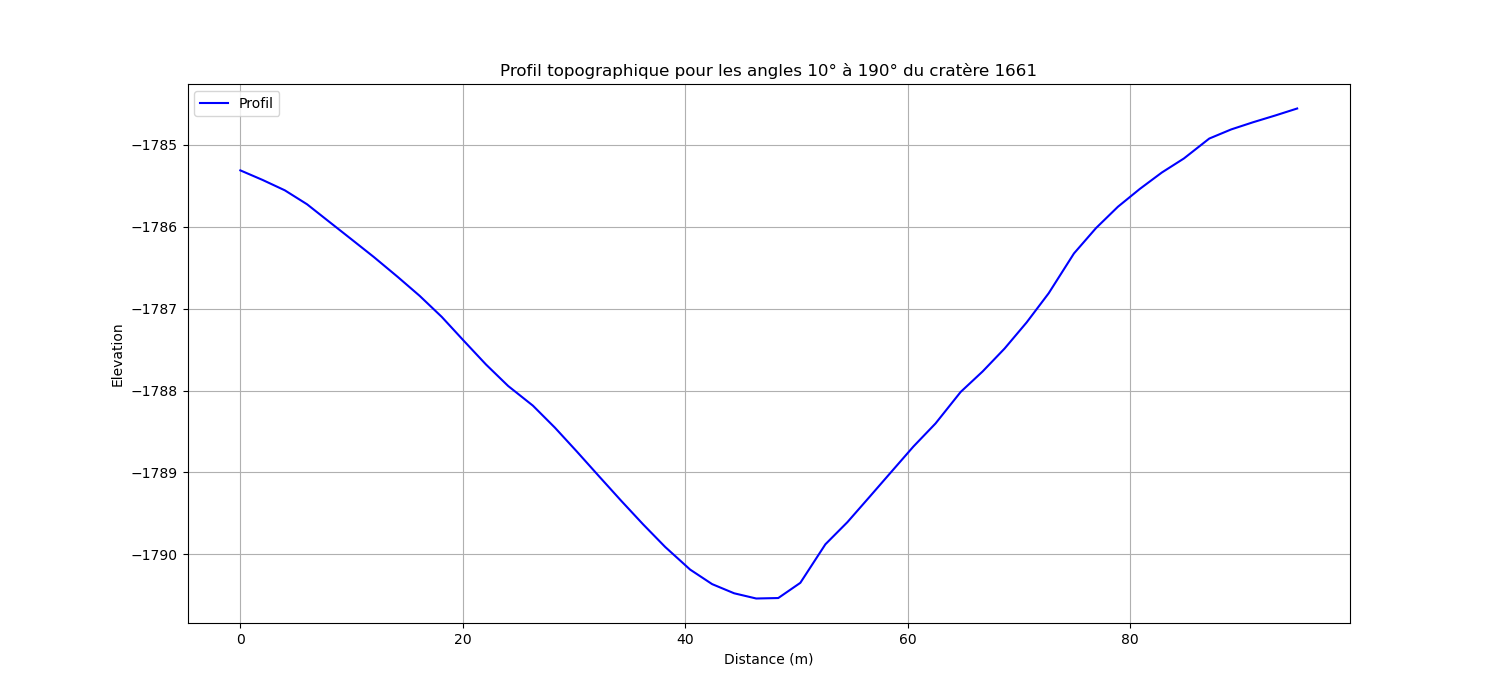 Profil topographique pour les angles 10° à 190° du cratère 1661
Profil
Elevation
−1785
−1786
−1787
−1788
−1789
−1790
0 20 40 60 80
Distance (m)